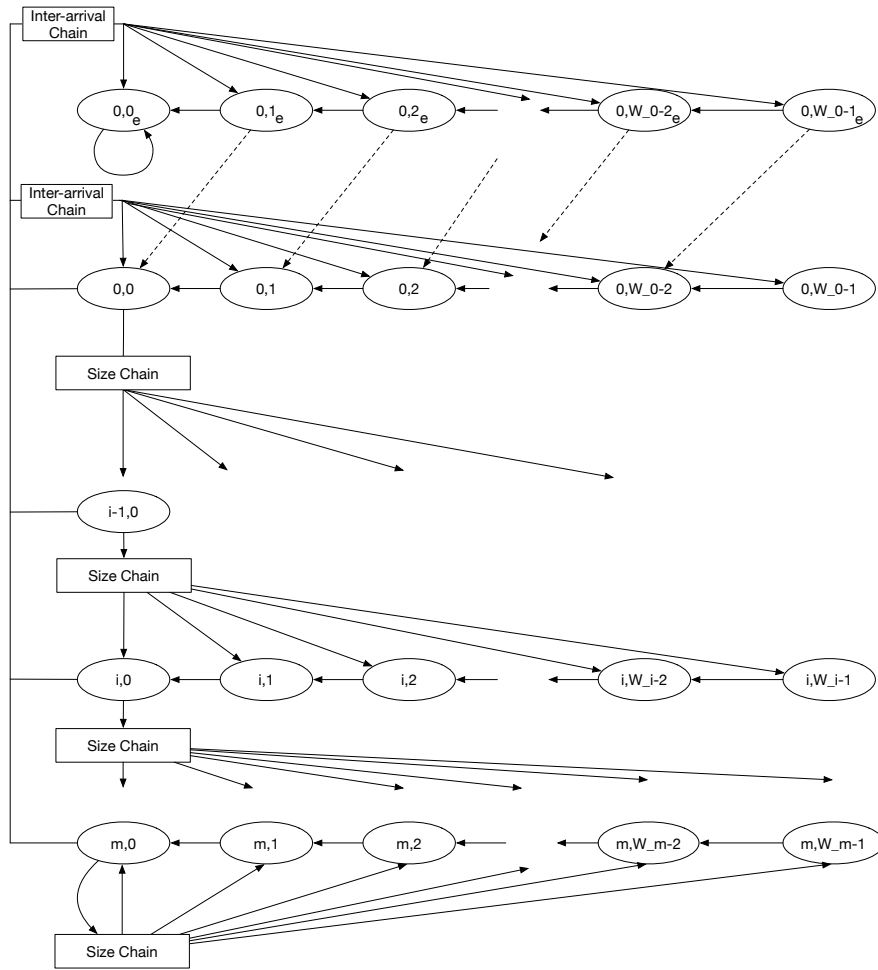 Inter-arrival
Chain
0,0e 0,1e 0,2e 0,W_0-2e 0,W_0-1e
Inter-arrival
Chain
0,0 0,1 0,2 0,W_0-2 0,W_0-1
Size Chain
i-1,0
Size Chain
i,0 i,1 i,2 i,W_i-2 i,W_i-1
Size Chain
m,0 m,1 m,2 m,W_m-2 m,W_m-1
Size Chain